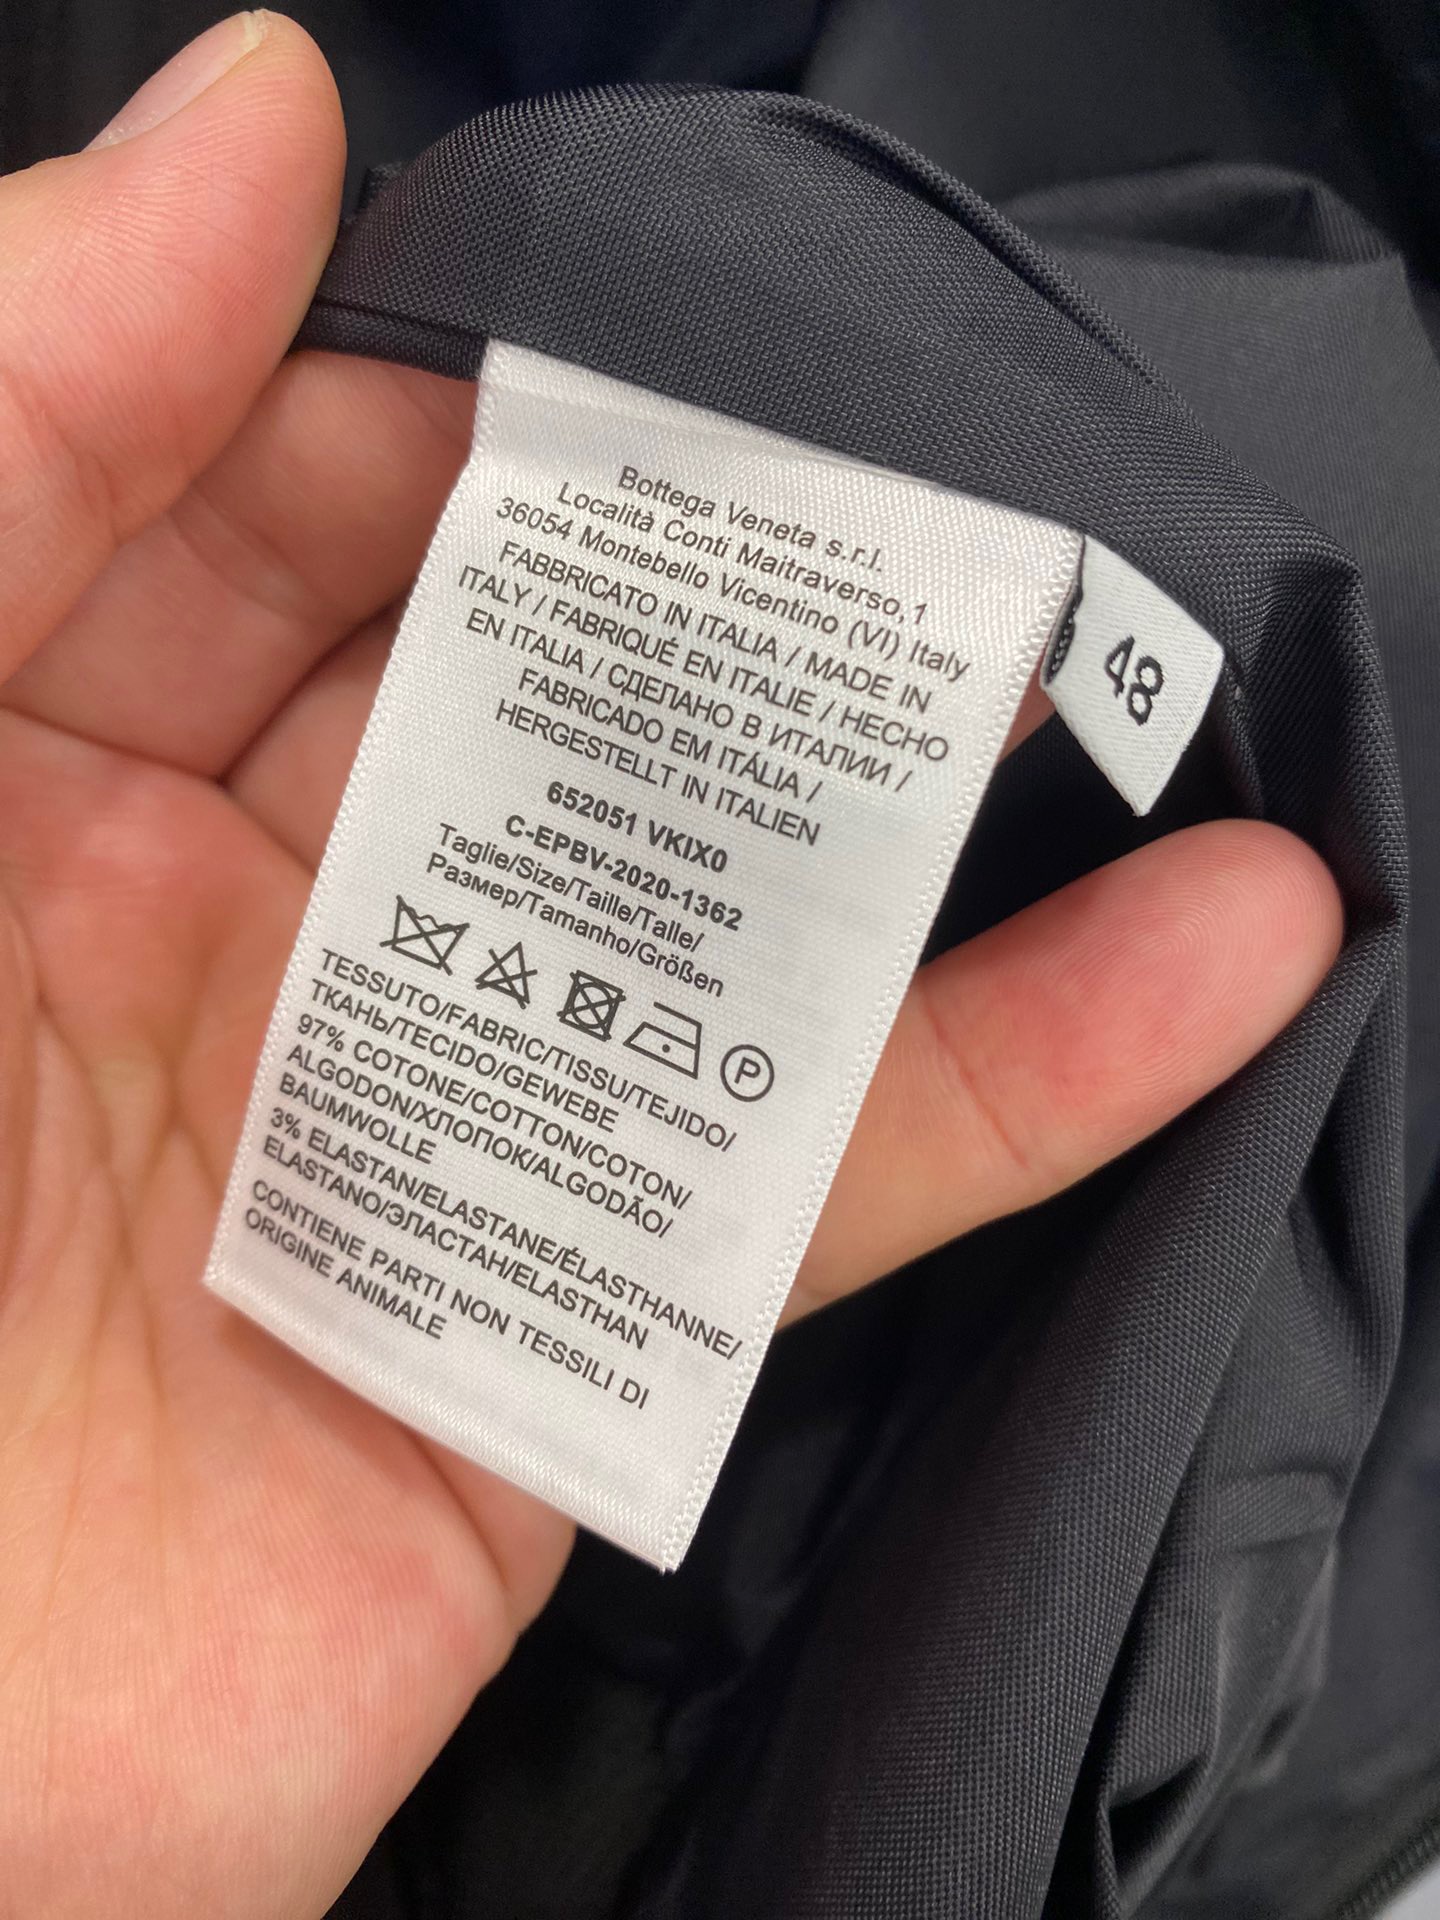 Bottega Veneta s.r.l.
Località Conti Maitraverso,1
36054 Montebello Vicentino (VI) Italy
FABBRICATO IN ITALIA / MADE IN
ITALY / FABRIQUÉ EN ITALIE / HECHO
EN ITALIA / СДЕЛАНО В ИТАЛИИ /
FABRICADO EM ITÁLIA /
HERGESTELLT IN ITALIEN
652051 VKIX0
C-EPBV-2020-1362
Taglie/Size/Taille/Talle/
Размер/Tamanho/Größen
P
TESSUTO/FABRIC/TISSU/TEJIDO/
ТКАНЬ/TECIDO/GEWEBE
97% COTONE/COTTON/COTON/
ALGODON/ХЛОПОК/ALGODÃO/
BAUMWOLLE
3% ELASTAN/ELASTANE/ÉLASTHANNE/
ELASTANO/ЭЛАСТАН/ELASTHAN
CONTIENE PARTI NON TESSILI DI
ORIGINE ANIMALE
48